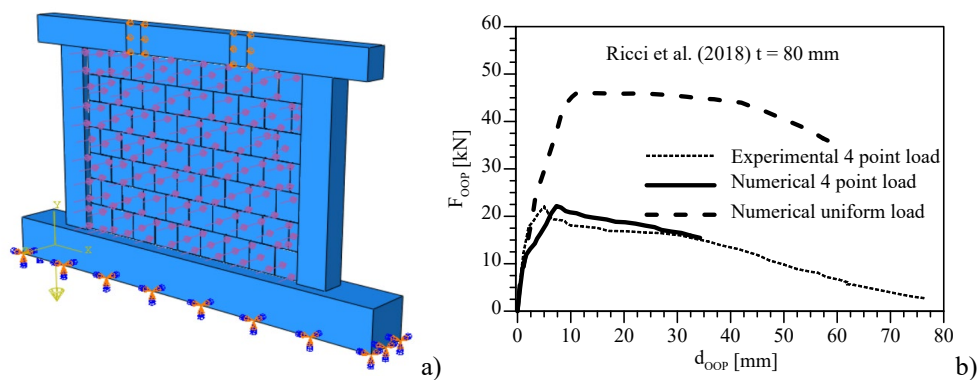 y
x
a)
60
50
40
30
20
10
0
F_OOP [kN]
Ricci et al. (2018) t = 80 mm
Experimental 4 point load
Numerical 4 point load
Numerical uniform load
0 10 20 30 40 50 60 70 80
d_OOP [mm]
b)